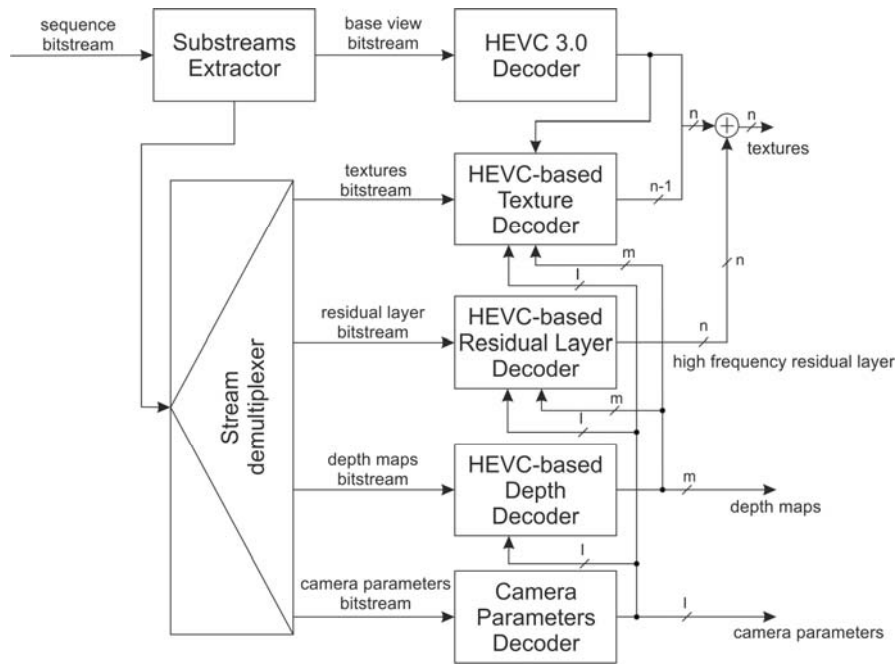 sequence
bitstream
Substreams
Extractor
base view
bitstream
HEVC 3.0
Decoder
n
n
textures
textures
bitstream
HEVC-based
Texture
Decoder
n-1
m
l
n
residual layer
bitstream
HEVC-based
Residual Layer
Decoder
n
high frequency residual layer
m
l
Stream
demultiplexer
depth maps
bitstream
HEVC-based
Depth
Decoder
m
depth maps
l
camera parameters
bitstream
Camera
Parameters
Decoder
l
camera parameters